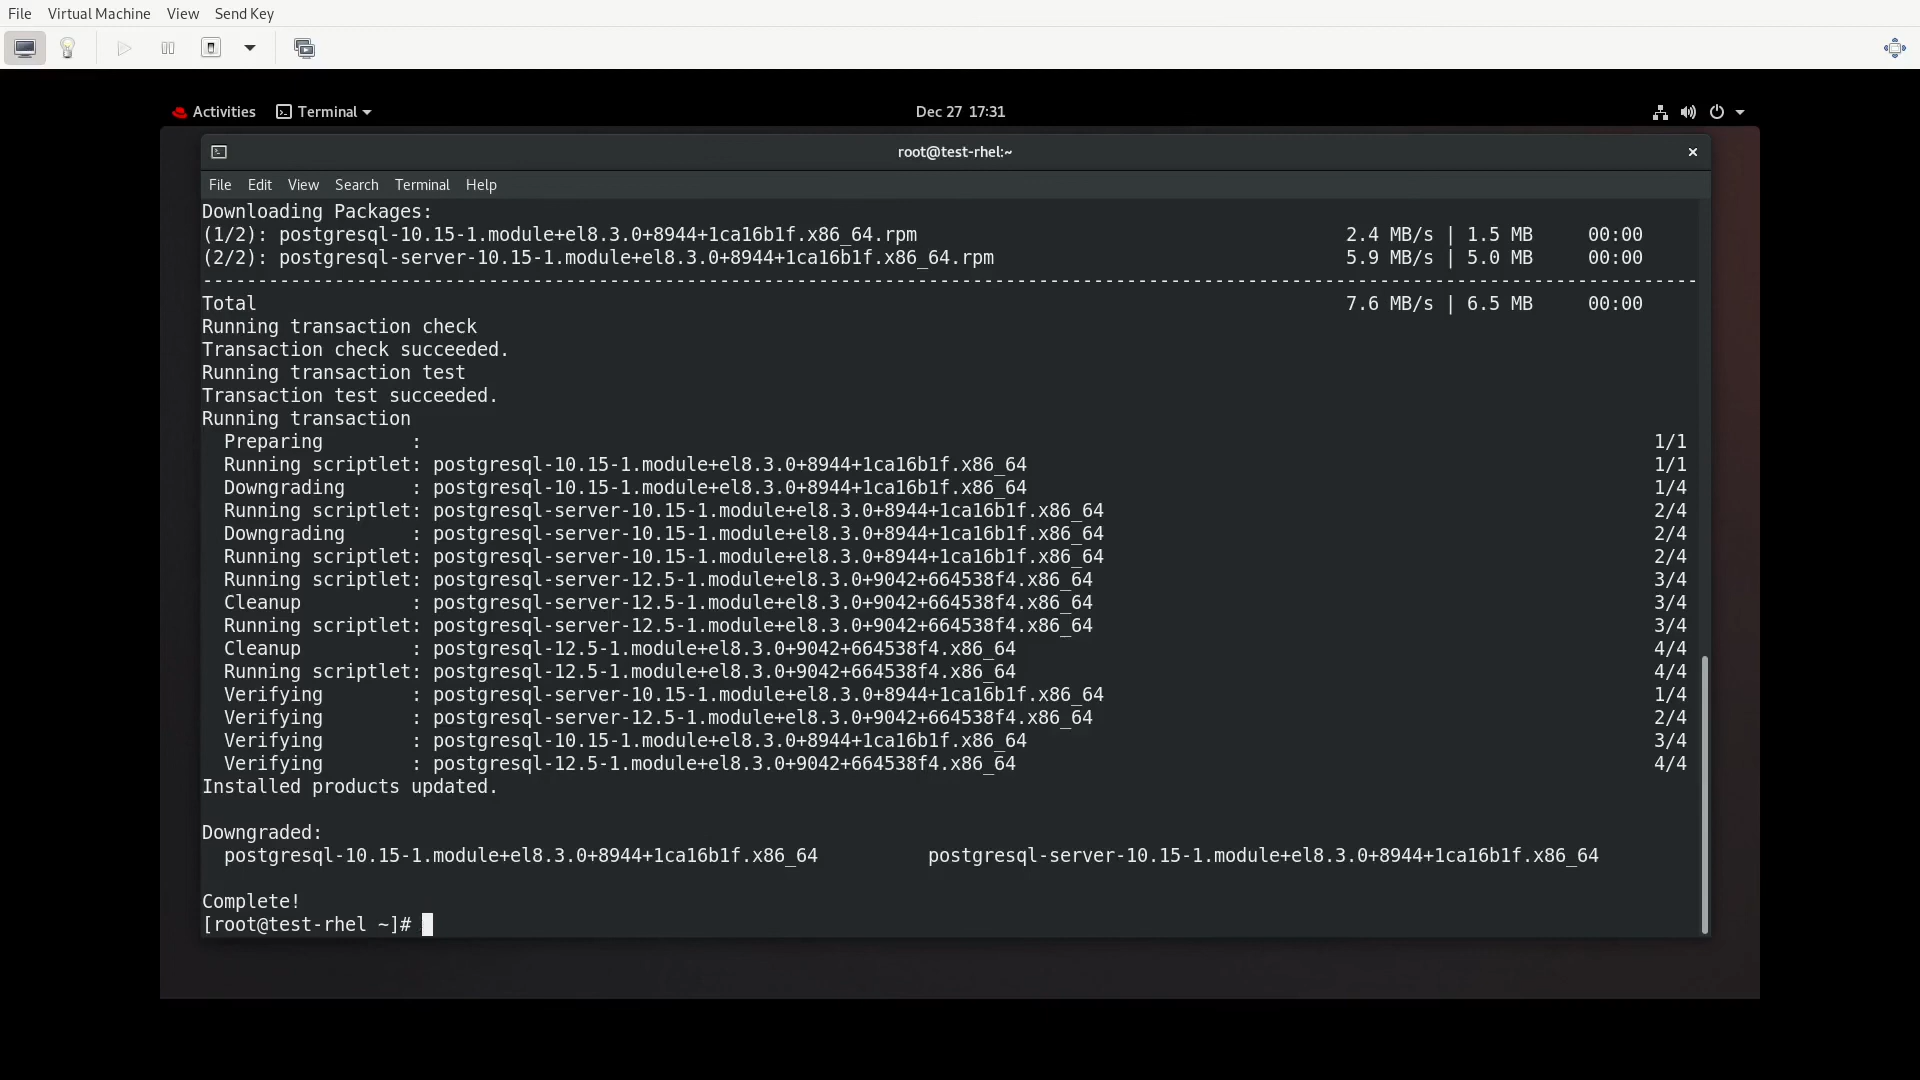 File Virtual Machine View Send Key
Activities Terminal Dec 27 17:31
root@test-rhel:~
File Edit View Search Terminal Help
Downloading Packages:
(1/2): postgresql-10.15-1.module+el8.3.0+8944+1ca16b1f.x86_64.rpm 2.4 MB/s | 1.5 MB 00:00
(2/2): postgresql-server-10.15-1.module+el8.3.0+8944+1ca16b1f.x86_64.rpm 5.9 MB/s | 5.0 MB 00:00
--------------------------------------------------------------------------------
Total 7.6 MB/s | 6.5 MB 00:00
Running transaction check
Transaction check succeeded.
Running transaction test
Transaction test succeeded.
Running transaction
Preparing : 1/1
Running scriptlet: postgresql-10.15-1.module+el8.3.0+8944+1ca16b1f.x86_64 1/1
Downgrading : postgresql-10.15-1.module+el8.3.0+8944+1ca16b1f.x86_64 1/4
Running scriptlet: postgresql-server-10.15-1.module+el8.3.0+8944+1ca16b1f.x86_64 2/4
Downgrading : postgresql-server-10.15-1.module+el8.3.0+8944+1ca16b1f.x86_64 2/4
Running scriptlet: postgresql-server-10.15-1.module+el8.3.0+8944+1ca16b1f.x86_64 2/4
Running scriptlet: postgresql-server-12.5-1.module+el8.3.0+9042+664538f4.x86_64 3/4
Cleanup : postgresql-server-12.5-1.module+el8.3.0+9042+664538f4.x86_64 3/4
Running scriptlet: postgresql-server-12.5-1.module+el8.3.0+9042+664538f4.x86_64 3/4
Cleanup : postgresql-12.5-1.module+el8.3.0+9042+664538f4.x86_64 4/4
Running scriptlet: postgresql-12.5-1.module+el8.3.0+9042+664538f4.x86_64 4/4
Verifying : postgresql-server-10.15-1.module+el8.3.0+8944+1ca16b1f.x86_64 1/4
Verifying : postgresql-server-12.5-1.module+el8.3.0+9042+664538f4.x86_64 2/4
Verifying : postgresql-10.15-1.module+el8.3.0+8944+1ca16b1f.x86_64 3/4
Verifying : postgresql-12.5-1.module+el8.3.0+9042+664538f4.x86_64 4/4
Installed products updated.
Downgraded:
postgresql-10.15-1.module+el8.3.0+8944+1ca16b1f.x86_64 postgresql-server-10.15-1.module+el8.3.0+8944+1ca16b1f.x86_64
Complete!
[root@test-rhel ~]#